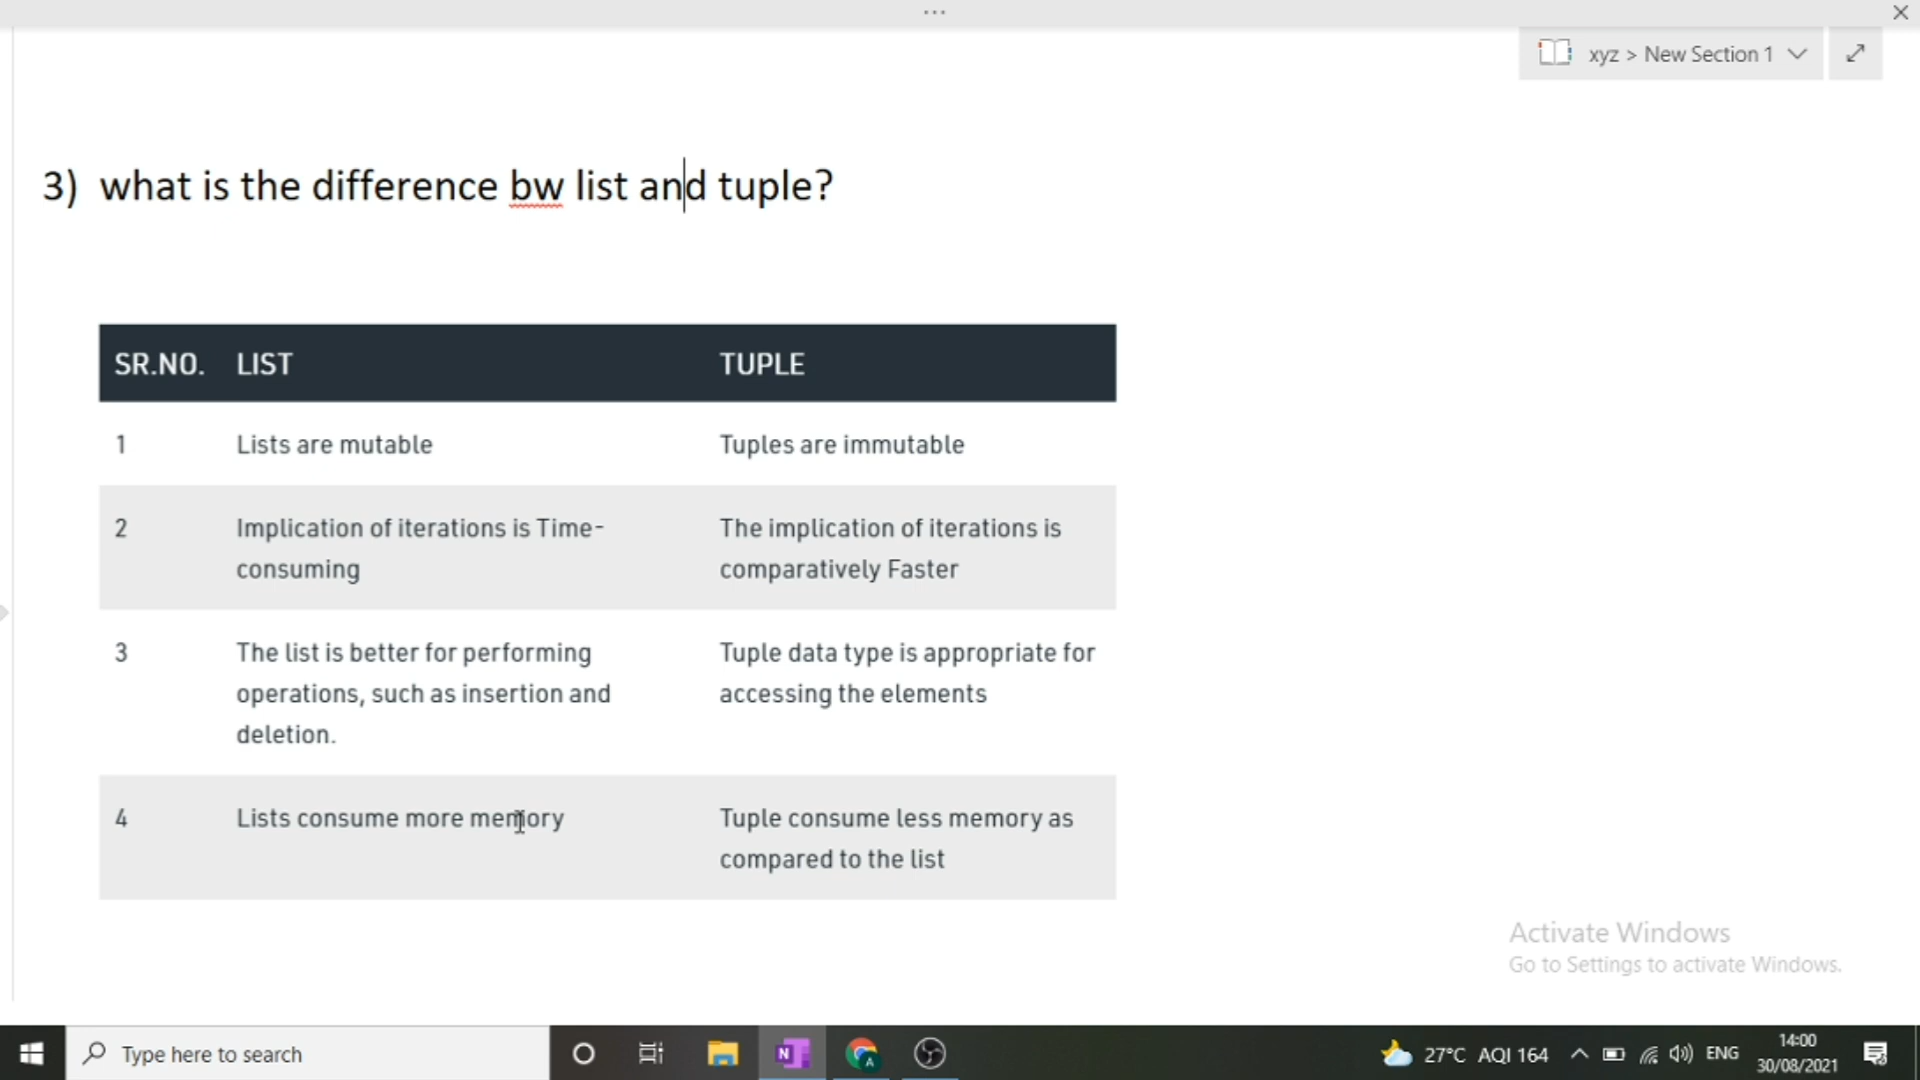 ...
xyz > New Section 1
3) what is the difference bw list and tuple?
SR.NO. LIST TUPLE
1 Lists are mutable Tuples are immutable
2 Implication of iterations is Time- The implication of iterations is
consuming comparatively Faster
3 The list is better for performing Tuple data type is appropriate for
operations, such as insertion and accessing the elements
deletion.
4 Lists consume more memory Tuple consume less memory as
compared to the list
Activate Windows
Go to Settings to activate Windows.
Type here to search
N
A
27°C AQI 164
ENG
14:00
30/08/2021